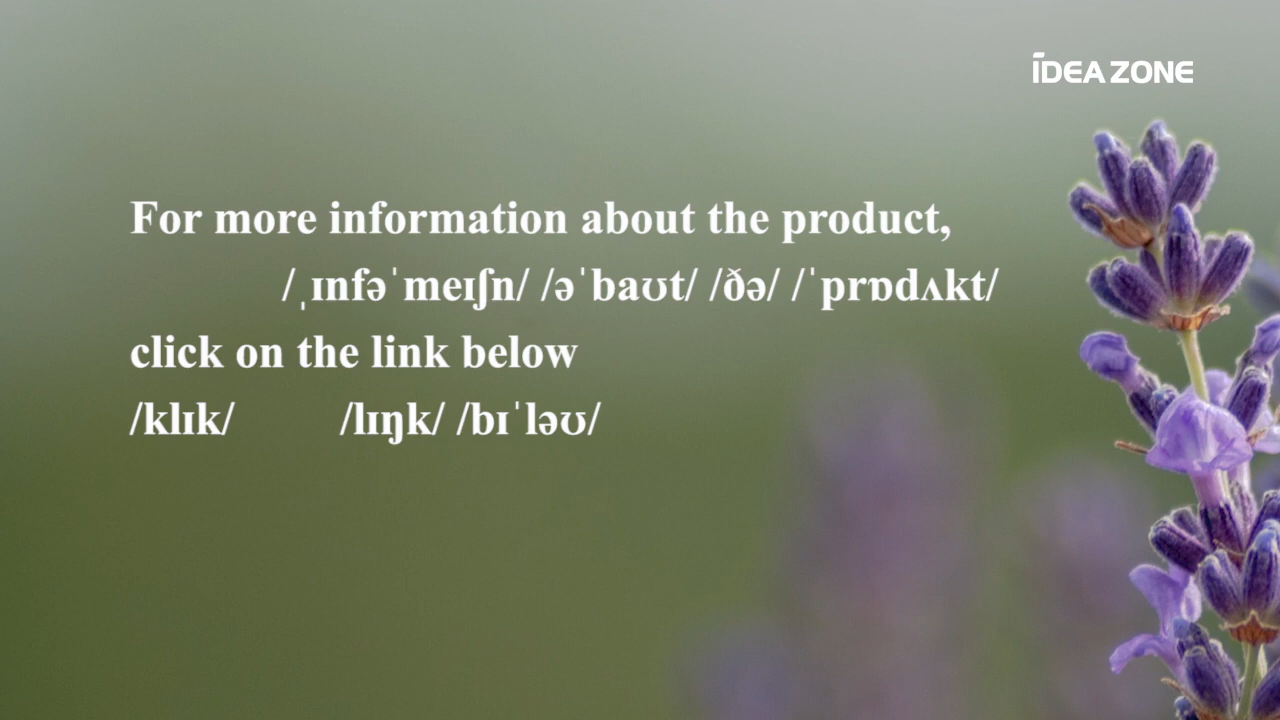 IDEA ZONE
For more information about the product,
/ˌɪnfəˈmeɪʃn/ /əˈbaʊt/ /ðə/ /ˈprɒdʌkt/
click on the link below
/klɪk/ /lɪŋk/ /bɪˈləʊ/